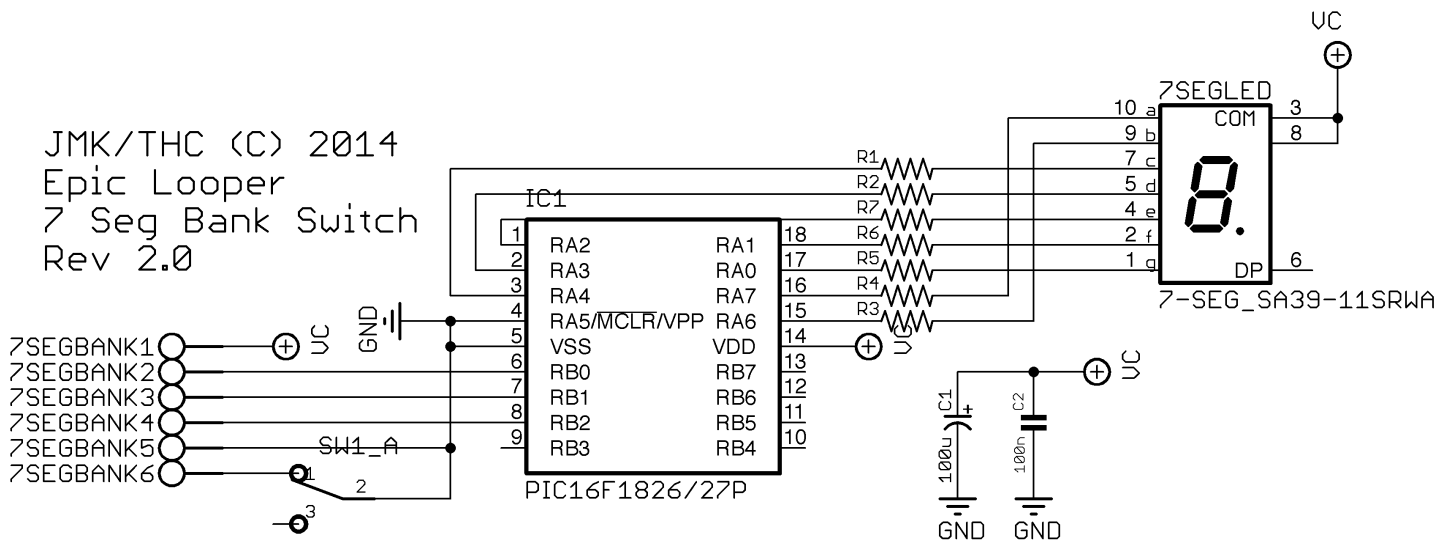 JMK/THC (C) 2014
Epic Looper
7 Seg Bank Switch
Rev 2.0
VC
7SEGLED
10 a COM 3
9 b 8
7 c
5 d
4 e
2 f
1 g DP 6
7-SEG_SA39-11SRWA
R1
R2
R7
R6
R5
R4
R3
IC1
1 RA2 RA1 18
2 RA3 RA0 17
3 RA4 RA7 16
4 RA5/MCLR/VPP RA6 15
5 VSS VDD 14
6 RB0 RB7 13
7 RB1 RB6 12
8 RB2 RB5 11
9 RB3 RB4 10
PIC16F1826/27P
GND
VC
VC
7SEGBANK1
7SEGBANK2
7SEGBANK3
7SEGBANK4
7SEGBANK5
7SEGBANK6
SW1_A
1
2
3
VC
C1
+
100u
C2
100n
GND
GND